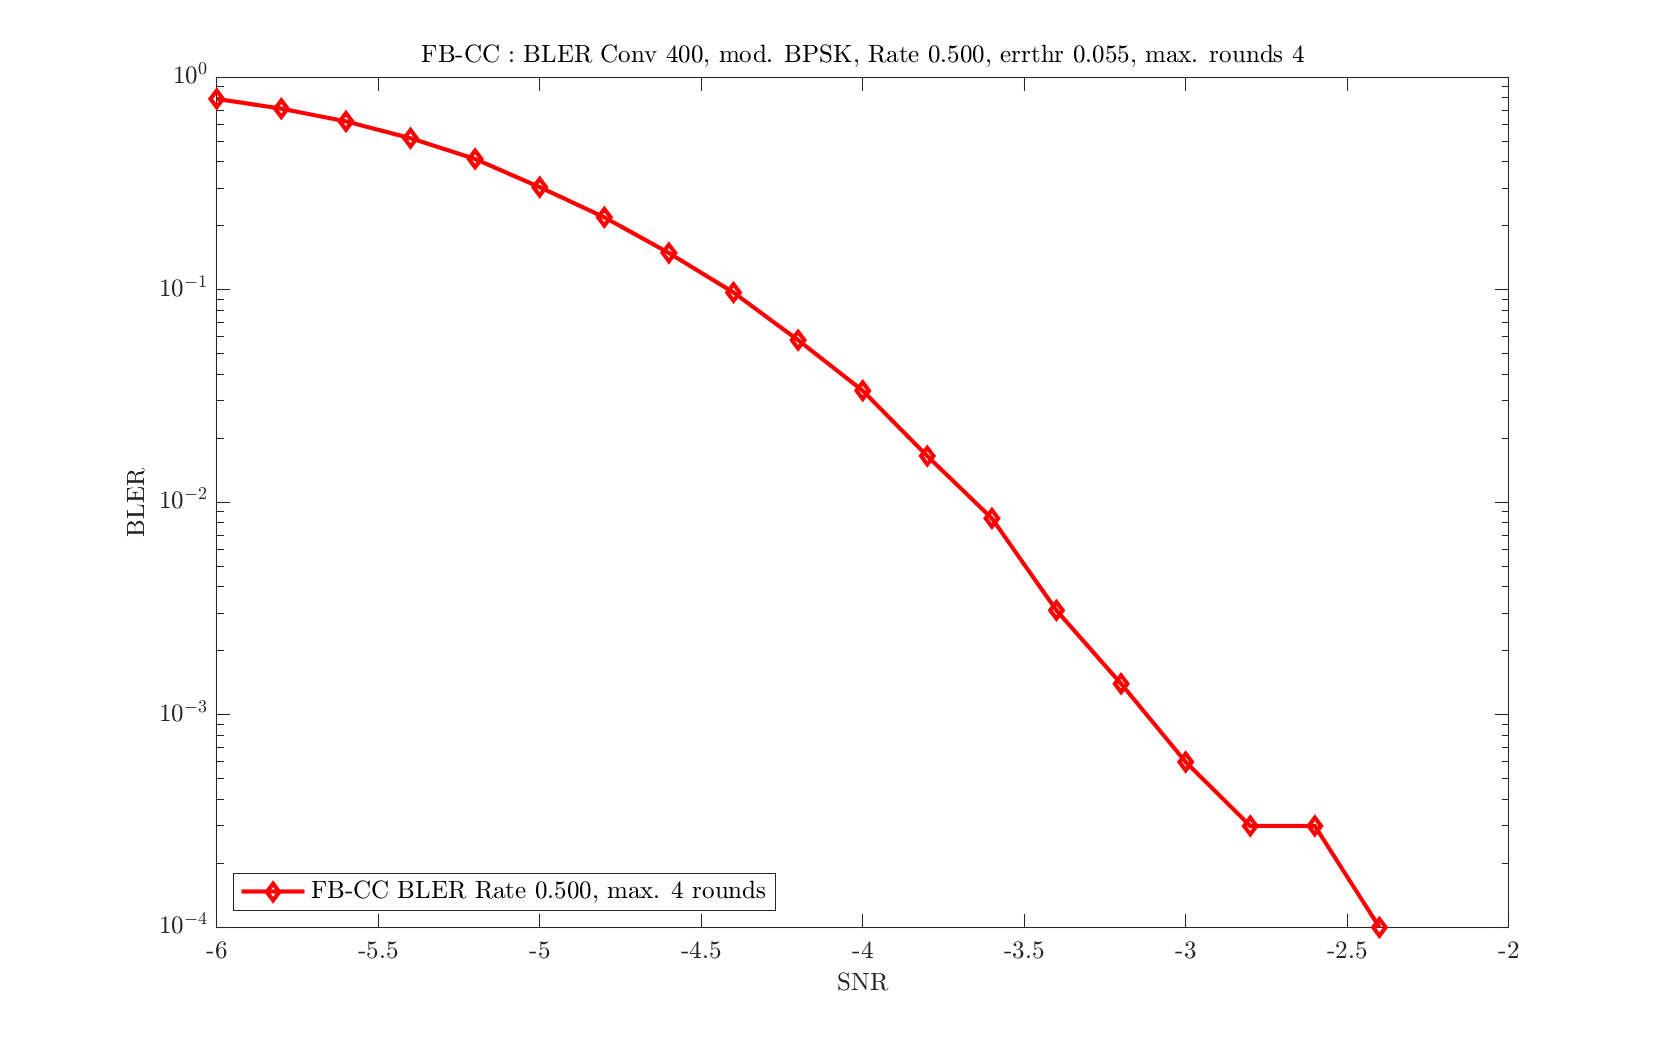 FB-CC : BLER Conv 400, mod. BPSK, Rate 0.500, errthr 0.055, max. rounds 4
10⁰
10⁻¹
10⁻²
10⁻³
10⁻⁴
BLER
FB-CC BLER Rate 0.500, max. 4 rounds
-6 -5.5 -5 -4.5 -4 -3.5 -3 -2.5 -2
SNR